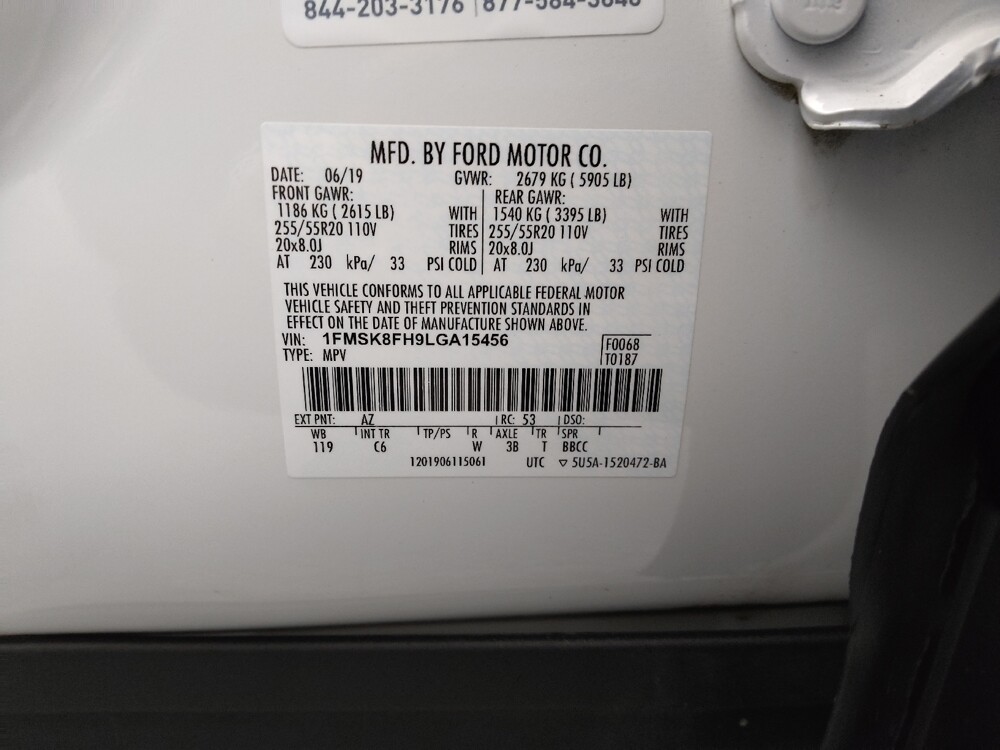 844-203-3176 | 877-584-3848
MFD. BY FORD MOTOR CO.
DATE: 06/19 GVWR: 2679 KG ( 5905 LB)
FRONT GAWR: REAR GAWR:
1186 KG ( 2615 LB) WITH 1540 KG ( 3395 LB) WITH
255/55R20 110V TIRES 255/55R20 110V TIRES
20x8.0J RIMS 20x8.0J RIMS
AT 230 kPa/ 33 PSI COLD AT 230 kPa/ 33 PSI COLD
THIS VEHICLE CONFORMS TO ALL APPLICABLE FEDERAL MOTOR
VEHICLE SAFETY AND THEFT PREVENTION STANDARDS IN
EFFECT ON THE DATE OF MANUFACTURE SHOWN ABOVE.
VIN: 1FMSK8FH9LGA15456
F0068
TYPE: MPV
T0187
EXT PNT: AZ RC: 53 DSO:
WB INT TR TP/PS R AXLE TR SPR
119 C6 W 3B T BBCC
1201906115061 UTC ▽ 5U5A-1520472-BA